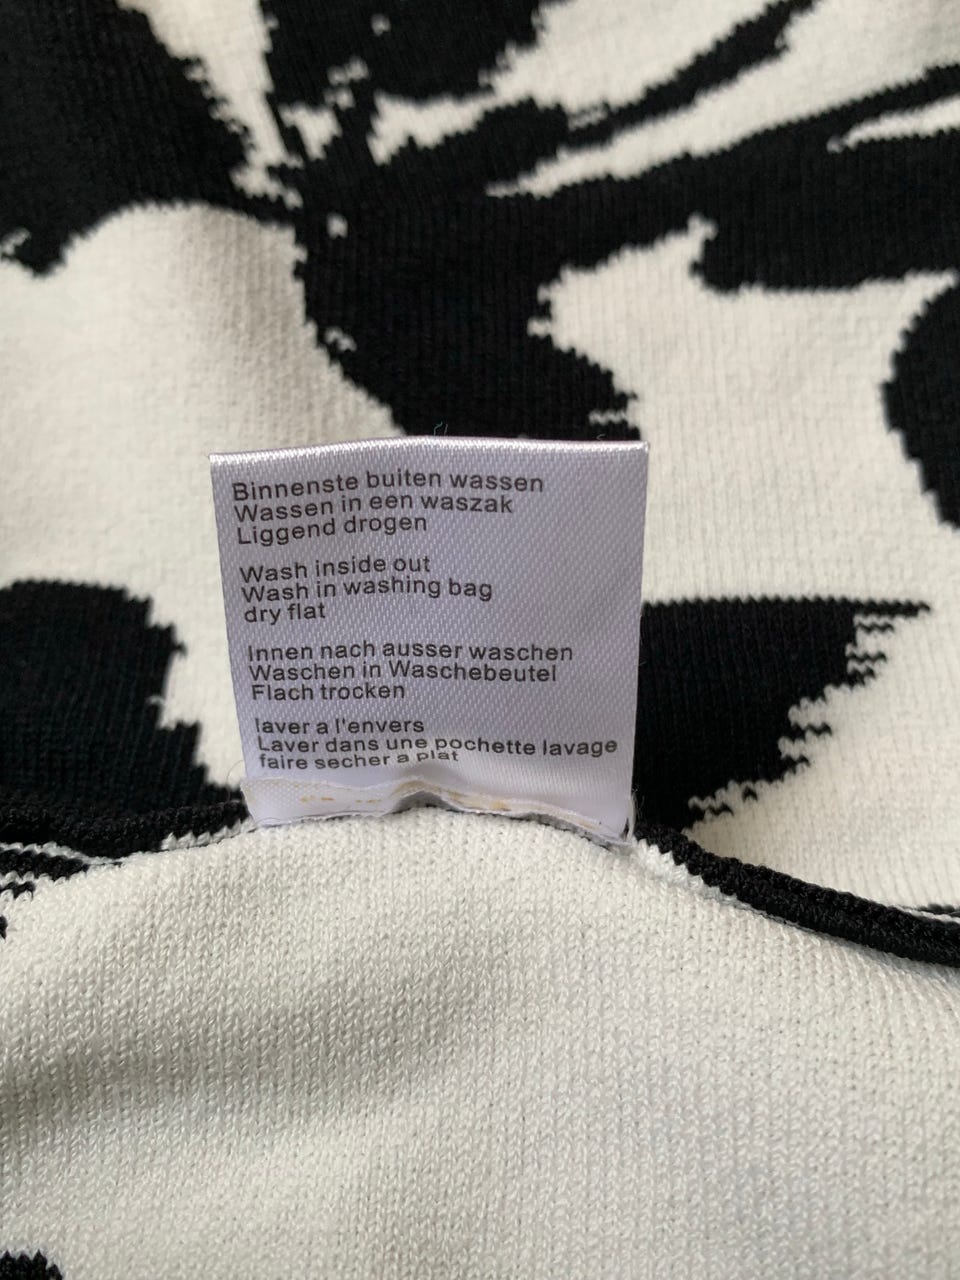 Binnenste buiten wassen
Wassen in een waszak
Liggend drogen
Wash inside out
Wash in washing bag
dry flat
Innen nach ausser waschen
Waschen in Waschebeutel
Flach trocken
laver a l'envers
Laver dans une pochette lavage
faire secher a plat